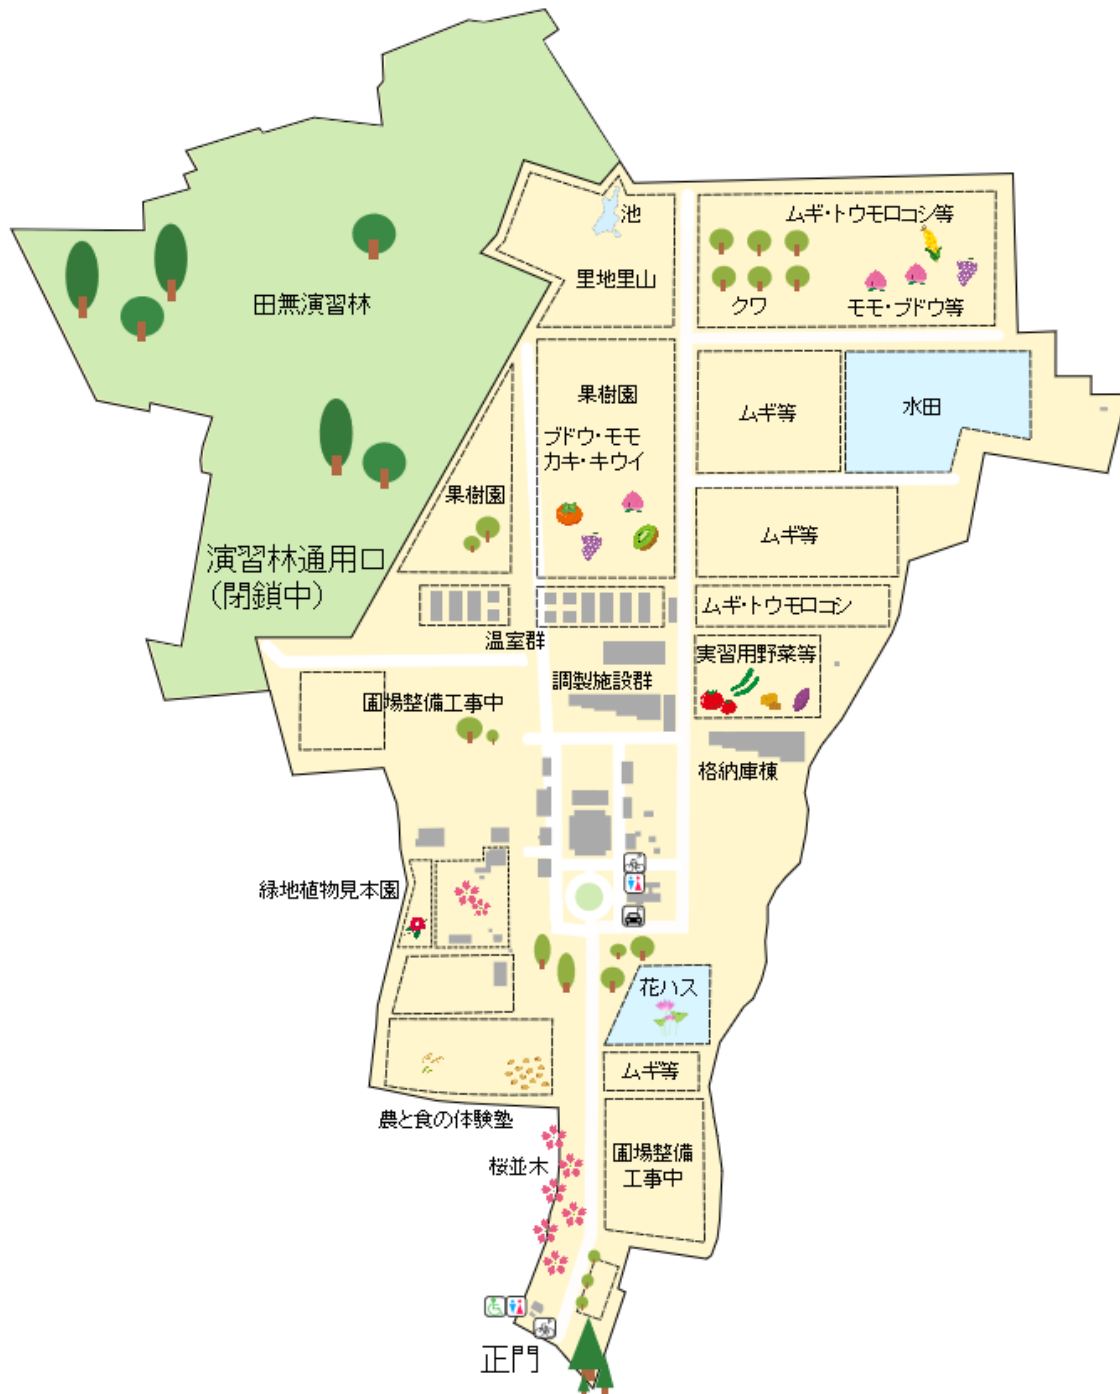 池
ムギ・トウモロコシ等
里地里山
田無演習林
クワ
モモ・ブドウ等
果樹園
ムギ等
水田
ブドウ・モモ
カキ・キウイ
果樹園
ムギ等
演習林通用口
(閉鎖中)
ムギ・トウモロコシ
温室群
実習用野菜等
調製施設群
圃場整備工事中
格納庫棟
緑地植物見本園
花ハス
ムギ等
農と食の体験塾
桜並木
圃場整備
工事中
正門